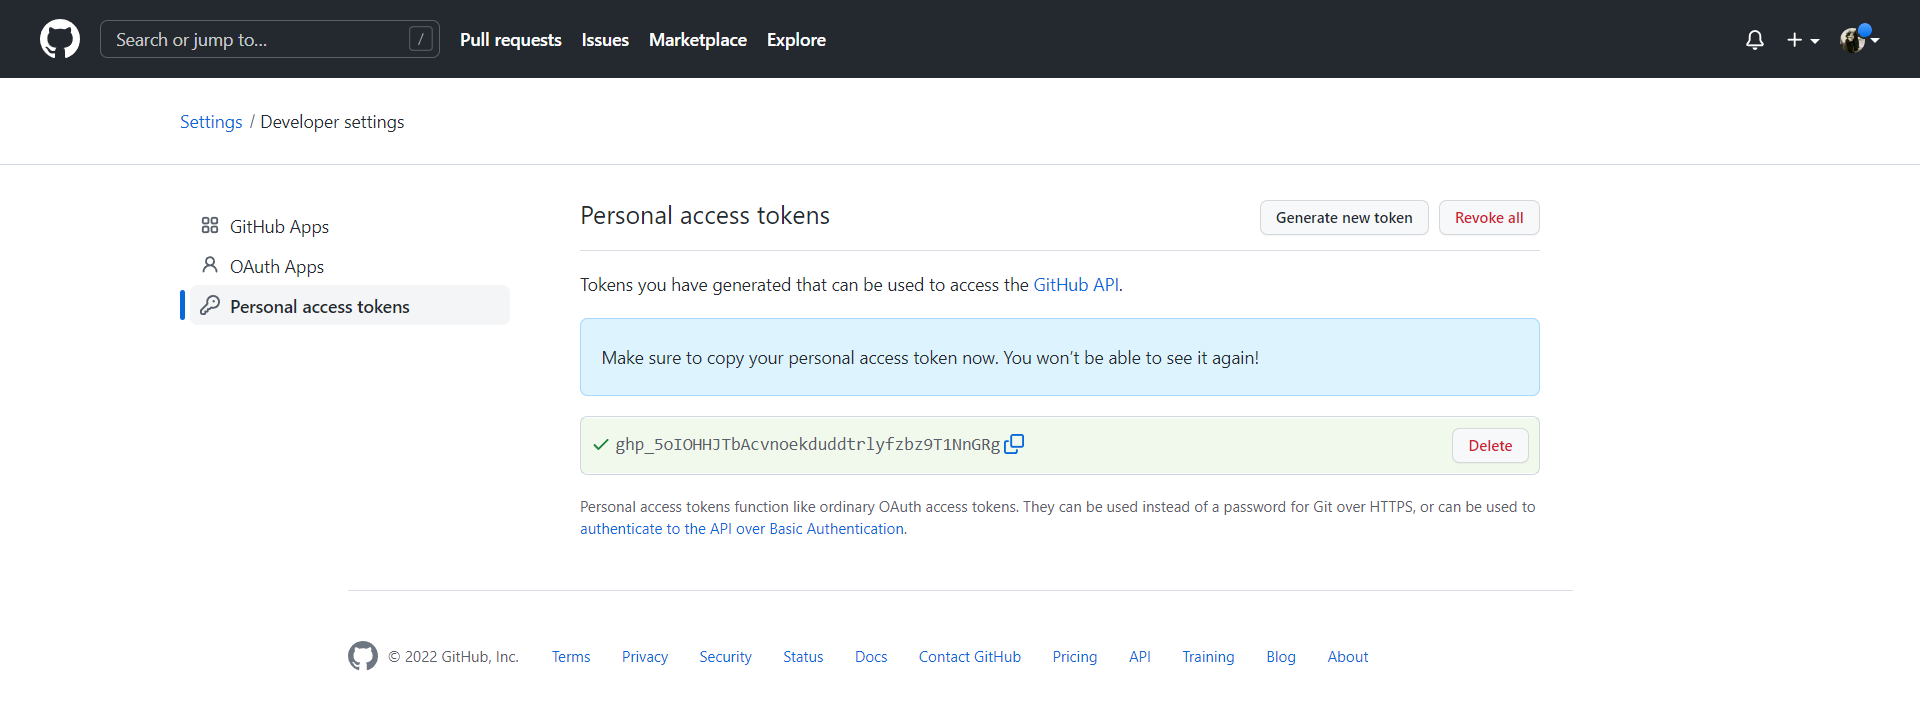 Search or jump to... /
Pull requests Issues Marketplace Explore
Settings / Developer settings
GitHub Apps
OAuth Apps
Personal access tokens
Personal access tokens
Generate new token Revoke all
Tokens you have generated that can be used to access the GitHub API.
Make sure to copy your personal access token now. You won’t be able to see it again!
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 Delete
Personal access tokens function like ordinary OAuth access tokens. They can be used instead of a password for Git over HTTPS, or can be used to
authenticate to the API over Basic Authentication.
© 2022 GitHub, Inc. Terms Privacy Security Status Docs Contact GitHub Pricing API Training Blog About